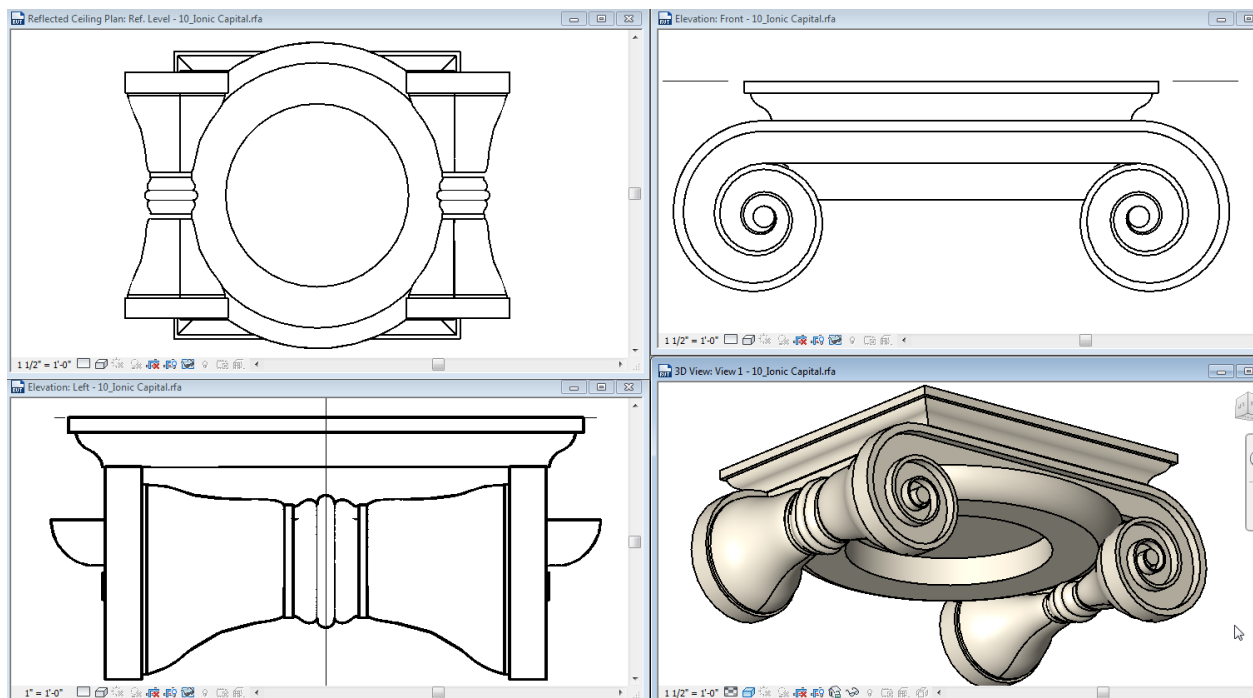 Reflected Ceiling Plan: Ref. Level - 10_Ionic Capital.rfa
1 1/2" = 1'-0"
Elevation: Front - 10_Ionic Capital.rfa
1 1/2" = 1'-0"
Elevation: Left - 10_Ionic Capital.rfa
1" = 1'-0"
3D View: View 1 - 10_Ionic Capital.rfa
1 1/2" = 1'-0"